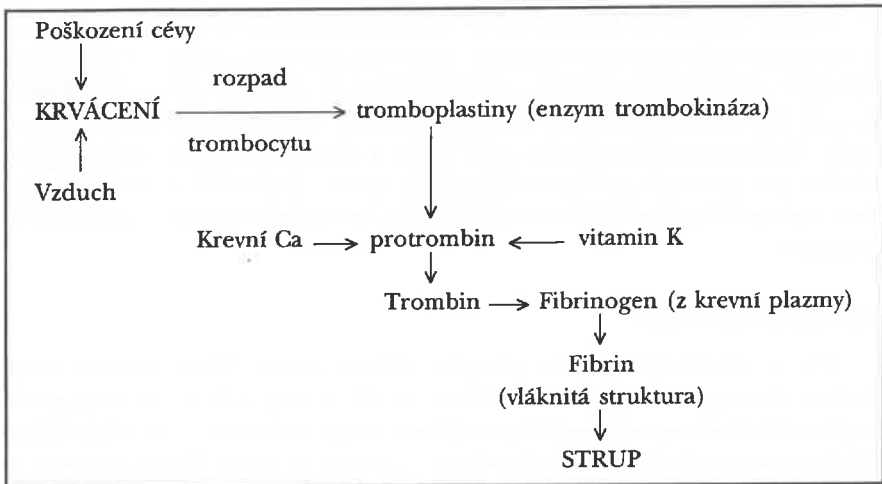 Poškození cévy
rozpad
KRVÁCENÍ
tromboplastiny (enzym trombokináza)
trombocytu
Vzduch
Krevní Ca
protrombin
vitamin K
Trombin
Fibrinogen (z krevní plazmy)
Fibrin
(vláknitá struktura)
STRUP